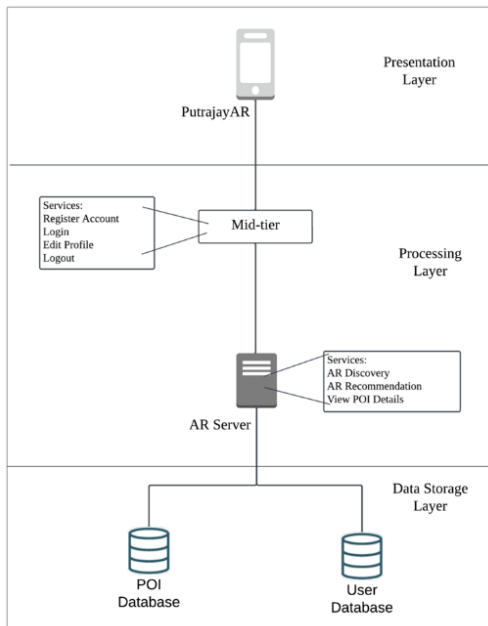 Presentation
Layer
PutrajayAR
Services:
Register Account
Login
Edit Profile
Logout
Mid-tier
Processing
Layer
Services:
AR Discovery
AR Recommendation
View POI Details
AR Server
Data Storage
Layer
POI
Database
User
Database